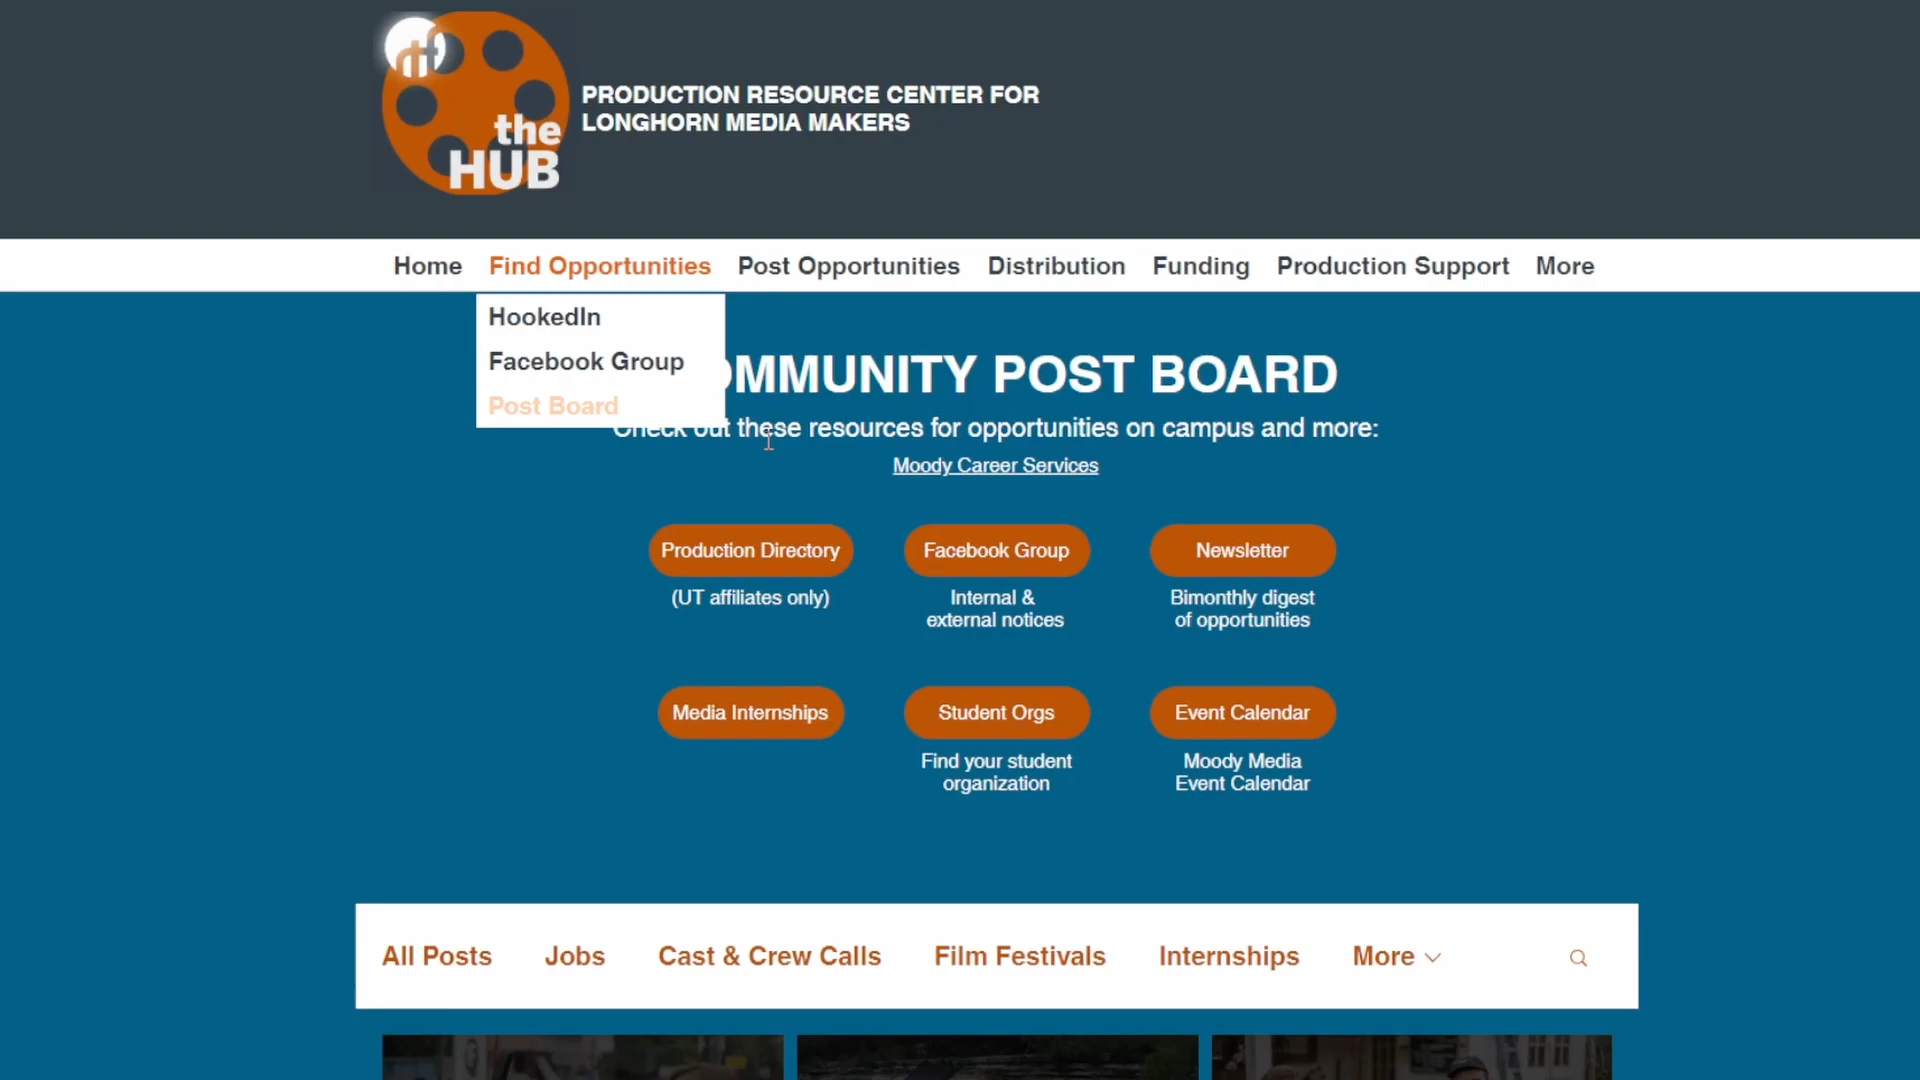 rtf
the
HUB
PRODUCTION RESOURCE CENTER FOR
LONGHORN MEDIA MAKERS
Home Find Opportunities Post Opportunities Distribution Funding Production Support More
HookedIn
Facebook Group
Post Board
OMMUNITY POST BOARD
Check out these resources for opportunities on campus and more:
Moody Career Services
Production Directory Facebook Group Newsletter
(UT affiliates only) Internal & Bimonthly digest
external notices of opportunities
Media Internships Student Orgs Event Calendar
Find your student Moody Media
organization Event Calendar
All Posts Jobs Cast & Crew Calls Film Festivals Internships More